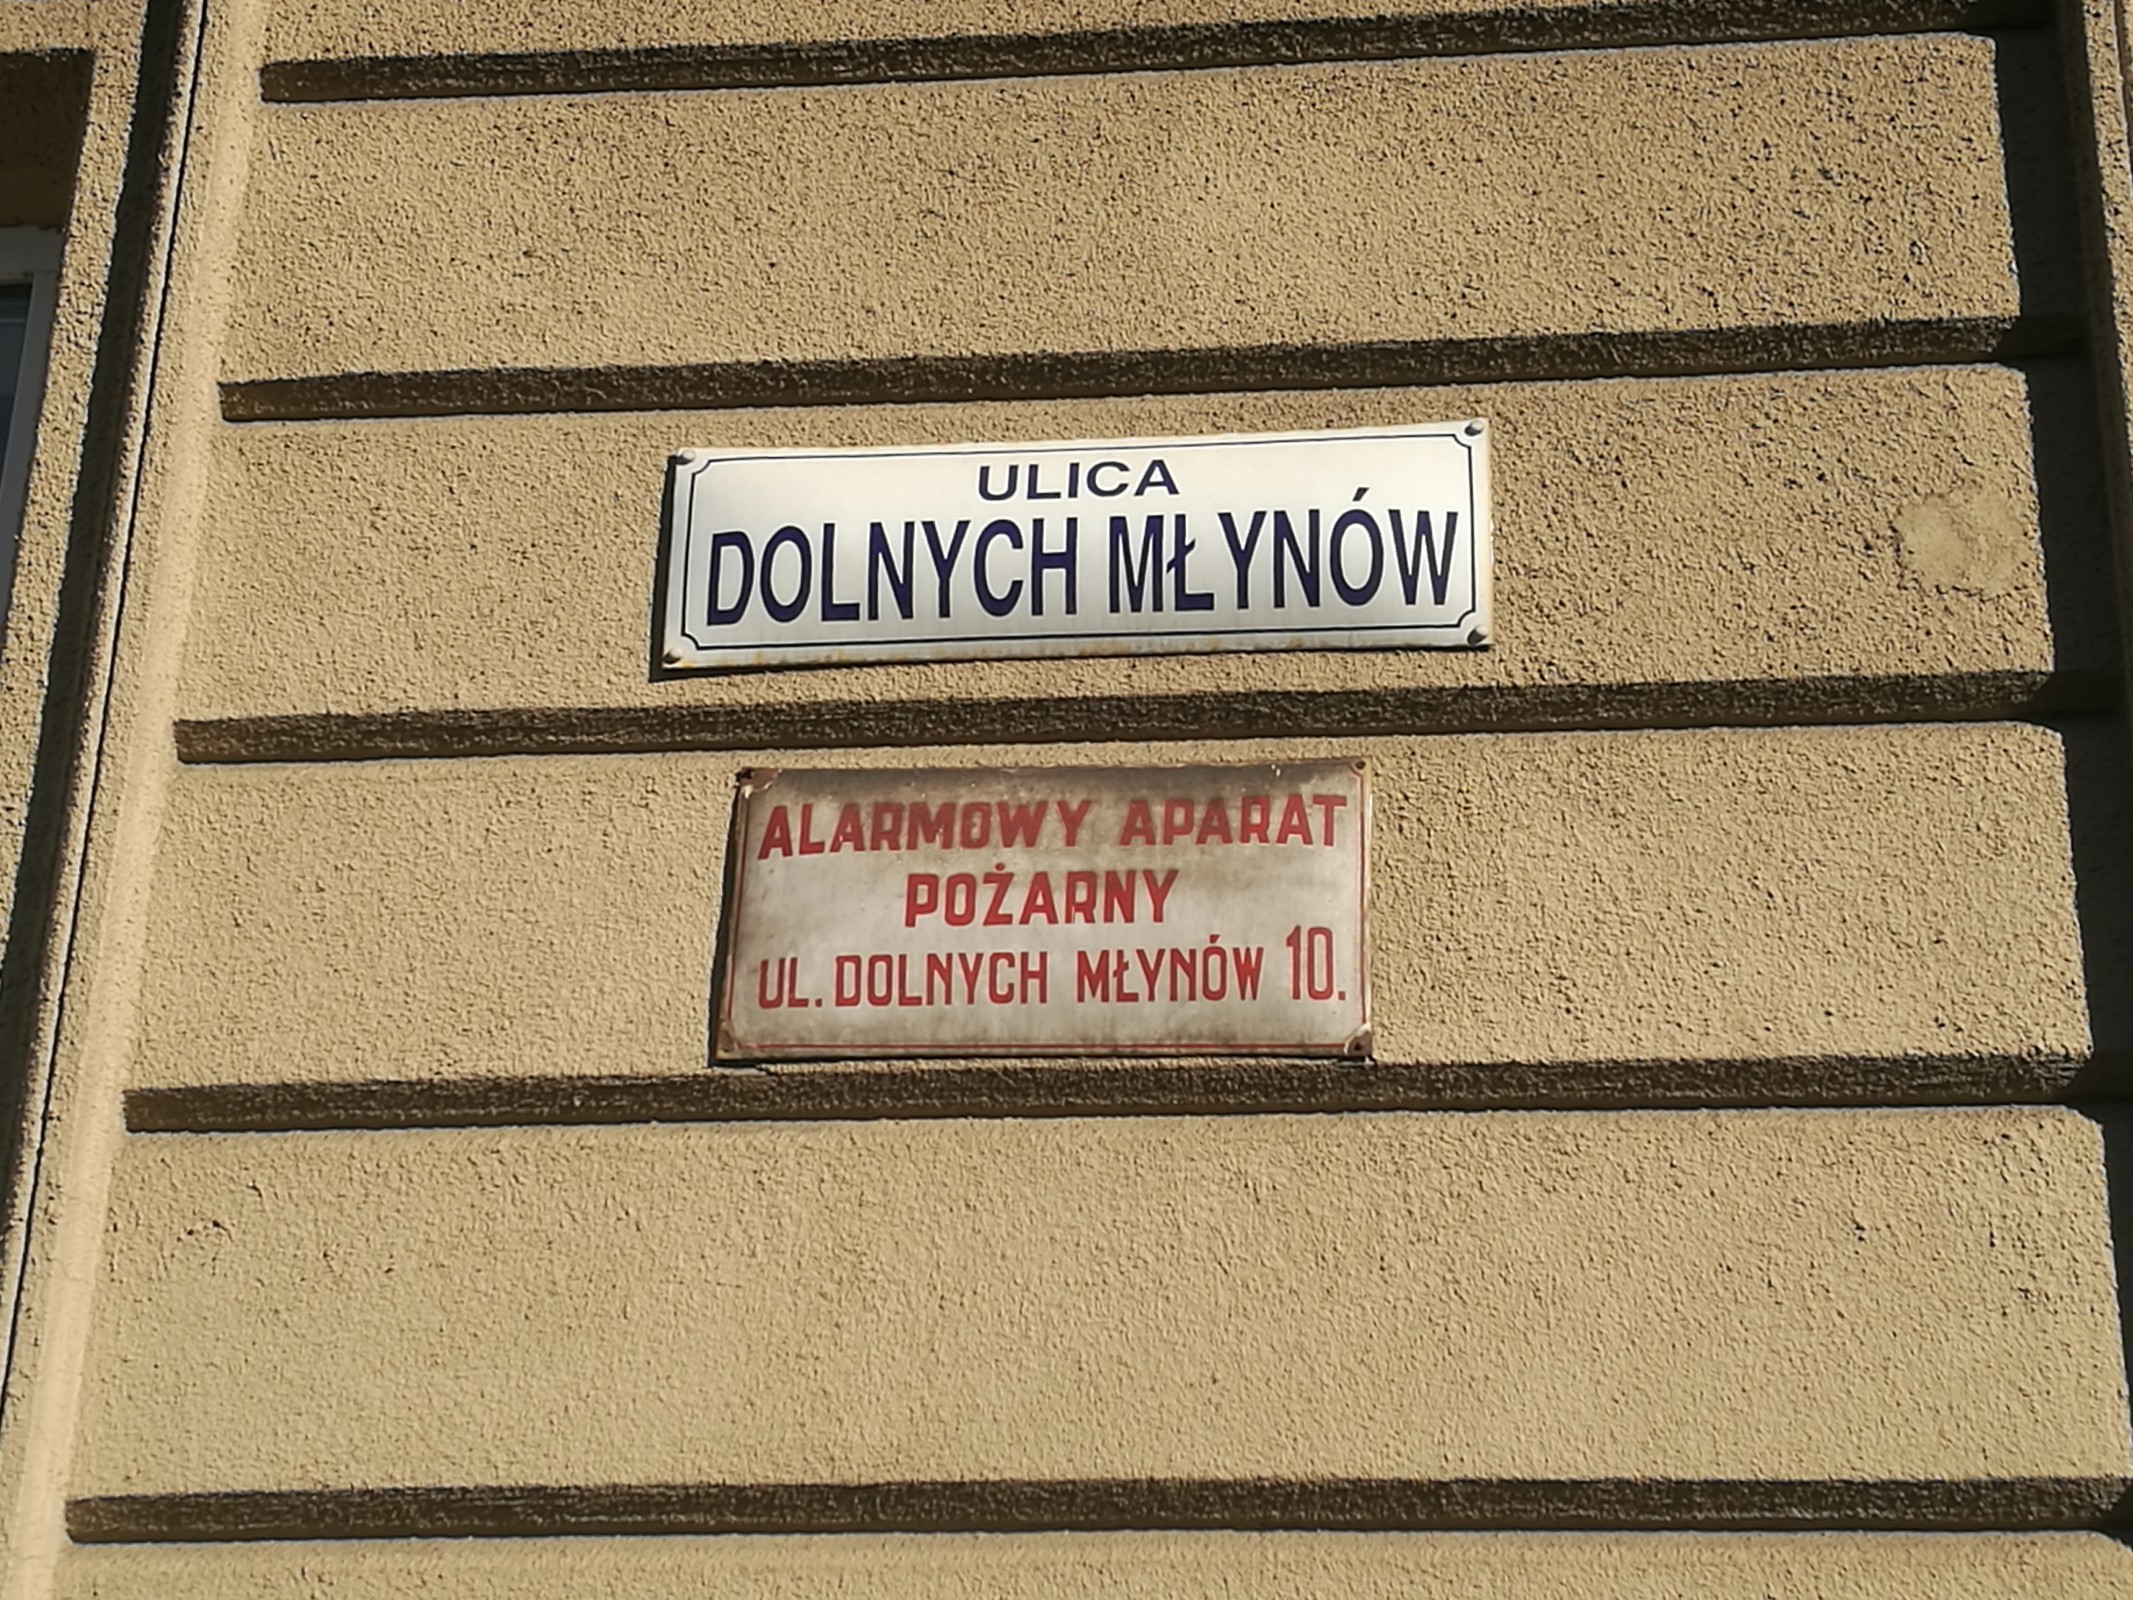 ULICA
DOLNYCH MŁYNÓW
ALARMOWY APARAT
POŻARNY
UL. DOLNYCH MŁYNÓW 10.